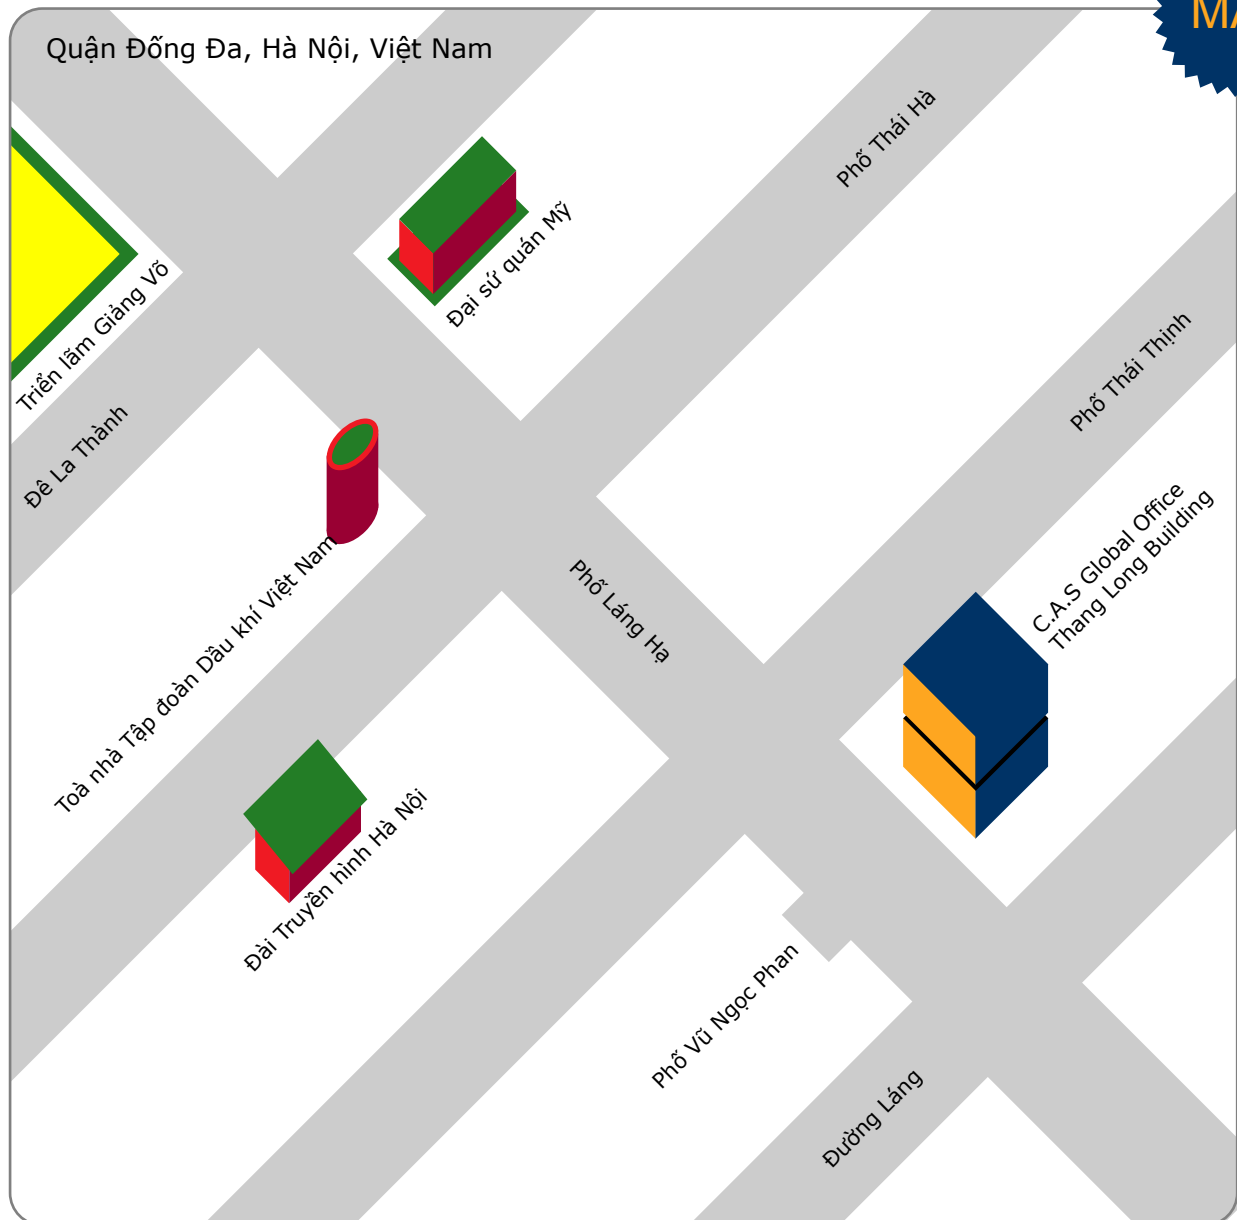 Quận Đống Đa, Hà Nội, Việt Nam
Phố Thái Hà
Đại sứ quán Mỹ
Triển lãm Giảng Võ
Phố Thái Thịnh
Đê La Thành
C.A.S Global Office
Thang Long Building
Phố Láng Hạ
Toà nhà Tập đoàn Dầu khí Việt Nam
Đài Truyền hình Hà Nội
Phố Vũ Ngọc Phan
Đường Láng